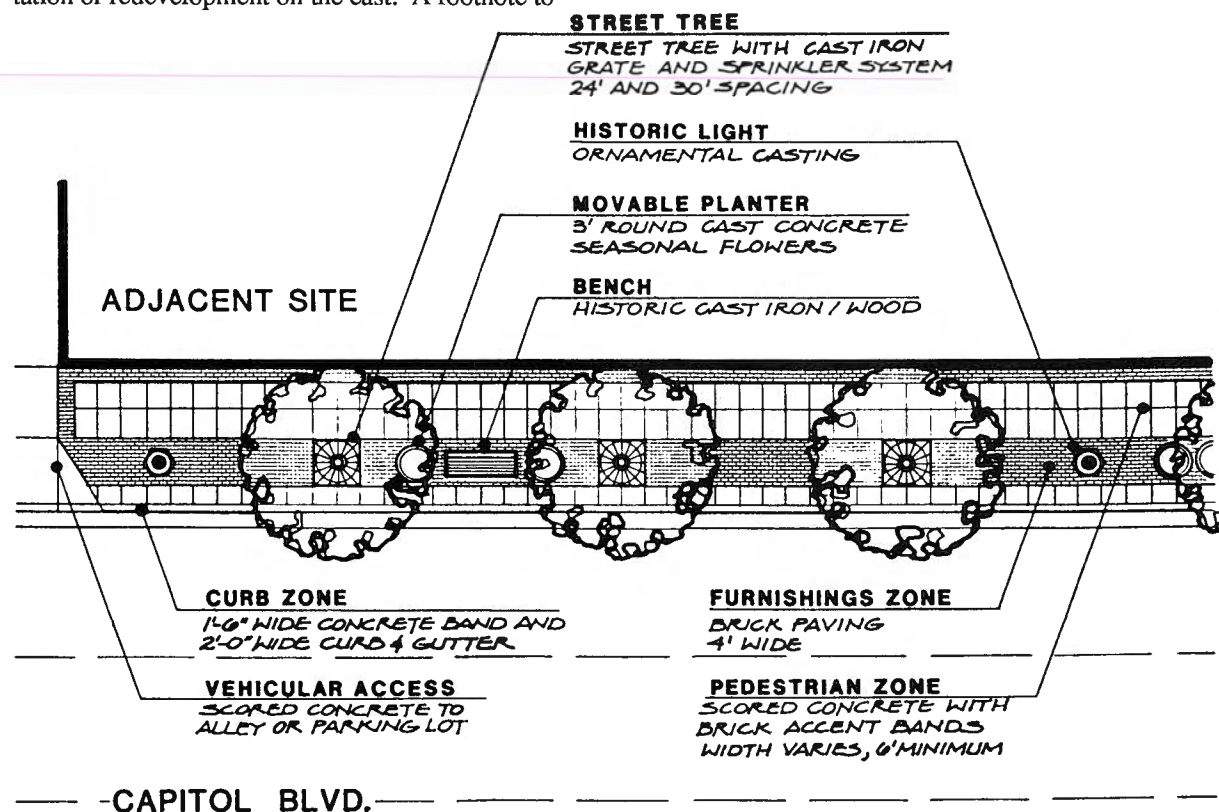 tation or redevelopment on the east. A footnote to
STREET TREE
STREET TREE WITH CAST IRON
GRATE AND SPRINKLER SYSTEM
24' AND 30' SPACING
HISTORIC LIGHT
ORNAMENTAL CASTING
MOVABLE PLANTER
3' ROUND CAST CONCRETE
SEASONAL FLOWERS
BENCH
HISTORIC CAST IRON / WOOD
ADJACENT SITE
CURB ZONE
1'-6" WIDE CONCRETE BAND AND
2'-0" WIDE CURB & GUTTER
FURNISHINGS ZONE
BRICK PAVING
4' WIDE
VEHICULAR ACCESS
SCORED CONCRETE TO
ALLEY OR PARKING LOT
PEDESTRIAN ZONE
SCORED CONCRETE WITH
BRICK ACCENT BANDS
WIDTH VARIES, 6' MINIMUM
CAPITOL BLVD.